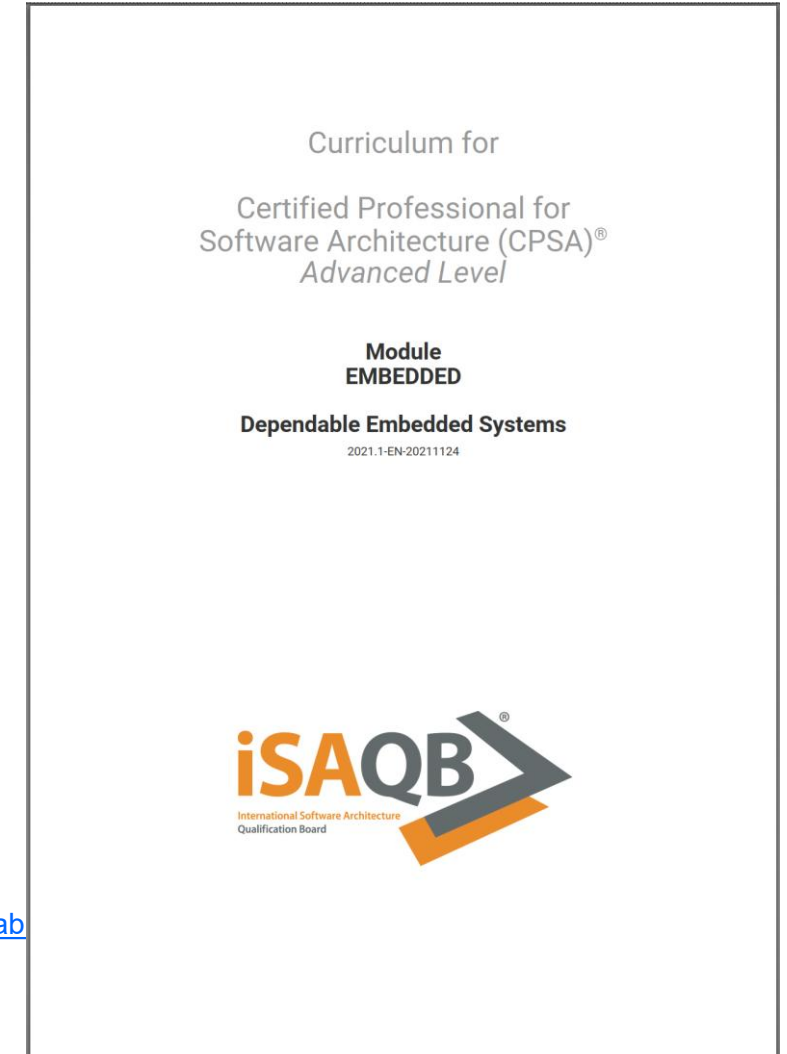 Curriculum for
Certified Professional for
Software Architecture (CPSA)®
Advanced Level
Module
EMBEDDED
Dependable Embedded Systems
2021.1-EN-20211124
iSAQB®
International Software Architecture
Qualification Board
ab